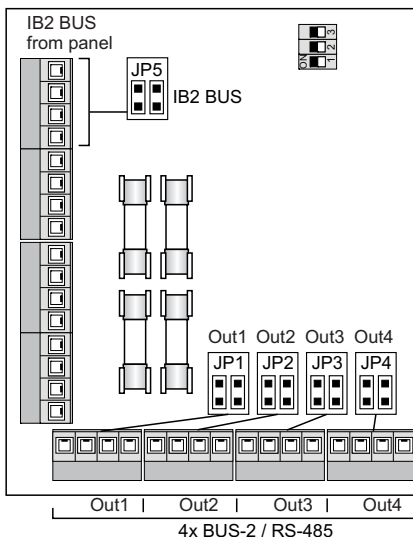 IB2 BUS
from panel
JP5
IB2 BUS
ON
1
2
3
Out1 Out2 Out3 Out4
JP1 JP2 JP3 JP4
Out1 Out2 Out3 Out4
4x BUS-2 / RS-485